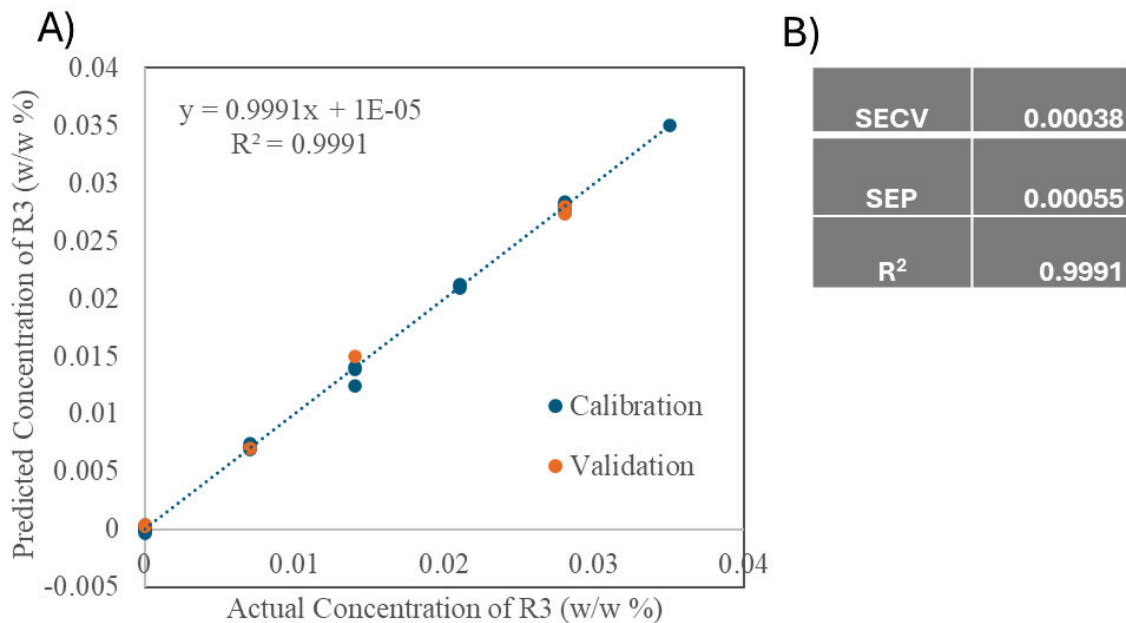 A)
B)
0.04
0.035
0.03
0.025
0.02
0.015
0.01
0.005
0
-0.005
Predicted Concentration of R3 (w/w %)
y = 0.9991x + 1E-05
R² = 0.9991
Calibration
Validation
0 0.01 0.02 0.03 0.04
Actual Concentration of R3 (w/w %)
SECV 0.00038
SEP 0.00055
R² 0.9991